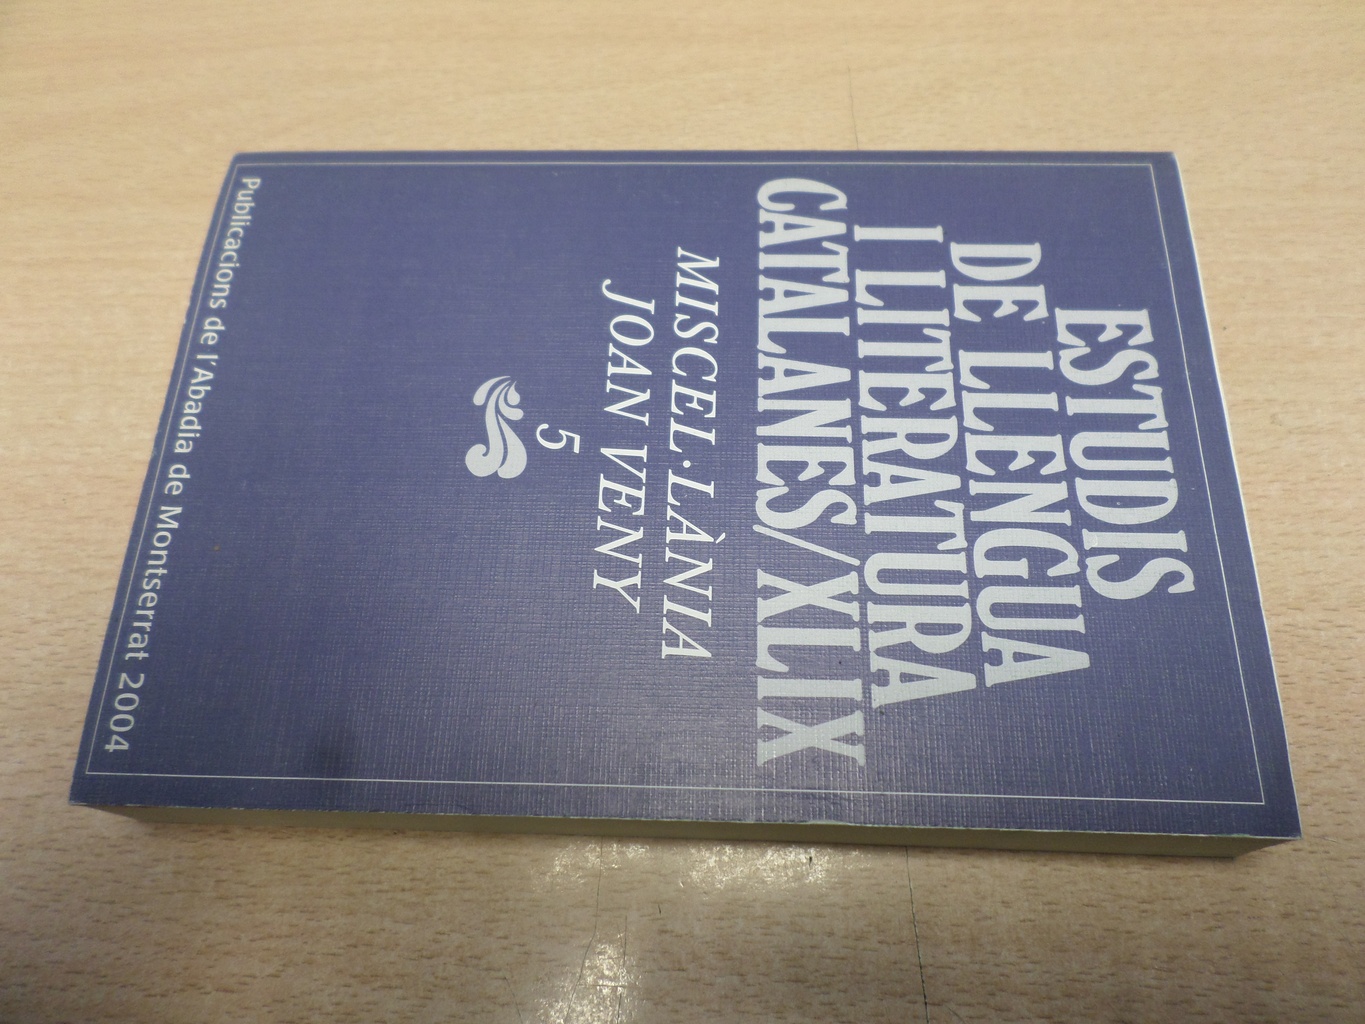 ESTUDIS
DE LLENGUA
I LITERATURA
CATALANES/XLIX
MISCEL·LÀNIA
JOAN VENY
5
Publicacions de l'Abadia de Montserrat 2004